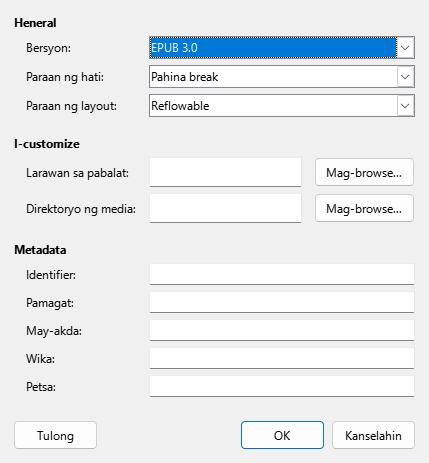 Heneral
Bersyon: EPUB 3.0
Paraan ng hati: Pahina break
Paraan ng layout: Reflowable
I-customize
Larawan sa pabalat: Mag-browse...
Direktoryo ng media: Mag-browse...
Metadata
Identifier:
Pamagat:
May-akda:
Wika:
Petsa:
Tulong OK Kanselahin